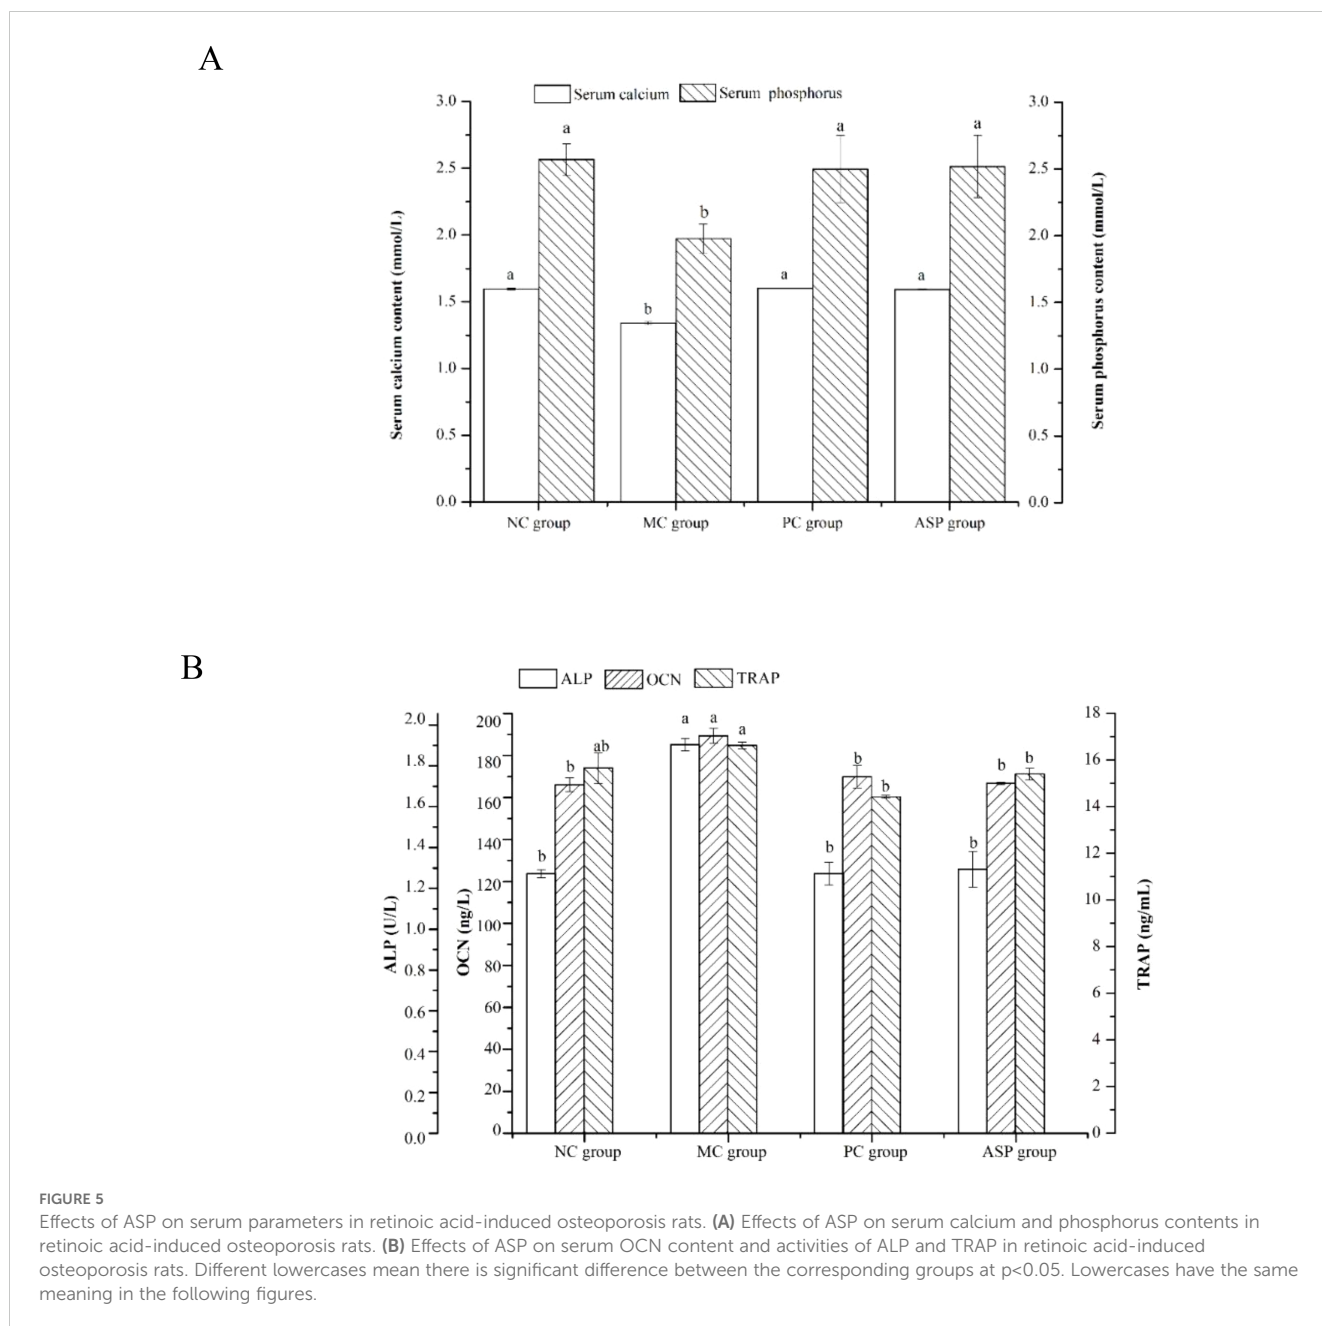 A
Serum calcium
Serum phosphorus
3.0
2.5
2.0
1.5
1.0
0.5
0.0
Serum calcium content (mmol/L)
a
a
b
b
a
a
a
a
3.0
2.5
2.0
1.5
1.0
0.5
0.0
Serum phosphorus content (mmol/L)
NC group
MC group
PC group
ASP group
B
ALP
OCN
TRAP
2.0
1.8
1.6
1.4
1.2
1.0
0.8
0.6
0.4
0.2
0.0
ALP (U/L)
200
180
160
140
120
100
80
60
40
20
0
OCN (ng/L)
b
b
ab
a
a
a
b
b
b
b
b
b
18
16
14
12
10
8
6
4
2
0
TRAP (ng/mL)
NC group
MC group
PC group
ASP group
FIGURE 5
Effects of ASP on serum parameters in retinoic acid-induced osteoporosis rats. (A) Effects of ASP on serum calcium and phosphorus contents in
retinoic acid-induced osteoporosis rats. (B) Effects of ASP on serum OCN content and activities of ALP and TRAP in retinoic acid-induced
osteoporosis rats. Different lowercases mean there is significant difference between the corresponding groups at p<0.05. Lowercases have the same
meaning in the following figures.